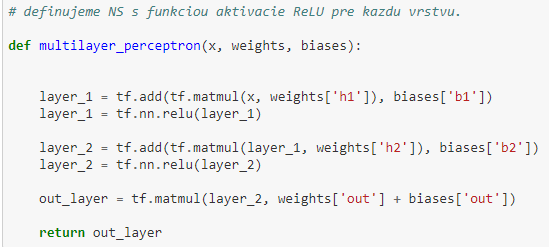 # definujeme NS s funkciou aktivacie ReLU pre kazdu vrstvu.
def multilayer_perceptron(x, weights, biases):
layer_1 = tf.add(tf.matmul(x, weights['h1']), biases['b1'])
layer_1 = tf.nn.relu(layer_1)
layer_2 = tf.add(tf.matmul(layer_1, weights['h2']), biases['b2'])
layer_2 = tf.nn.relu(layer_2)
out_layer = tf.matmul(layer_2, weights['out'] + biases['out'])
return out_layer